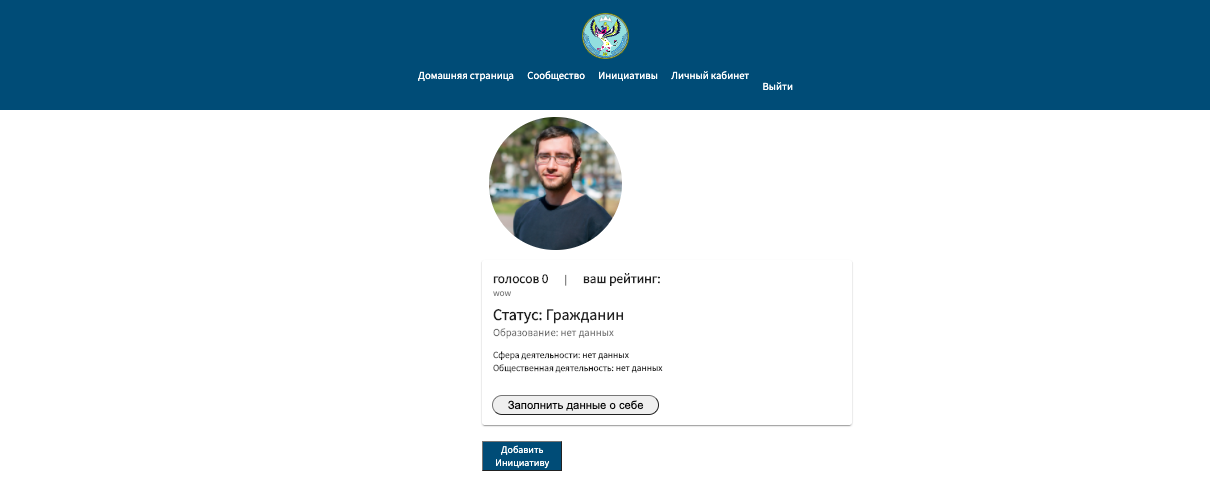 Домашняя страница Сообщество Инициативы Личный кабинет
Выйти
голосов 0 | ваш рейтинг:
wow
Статус: Гражданин
Образование: нет данных
Сфера деятельности: нет данных
Общественная деятельность: нет данных
Заполнить данные о себе
Добавить
Инициативу